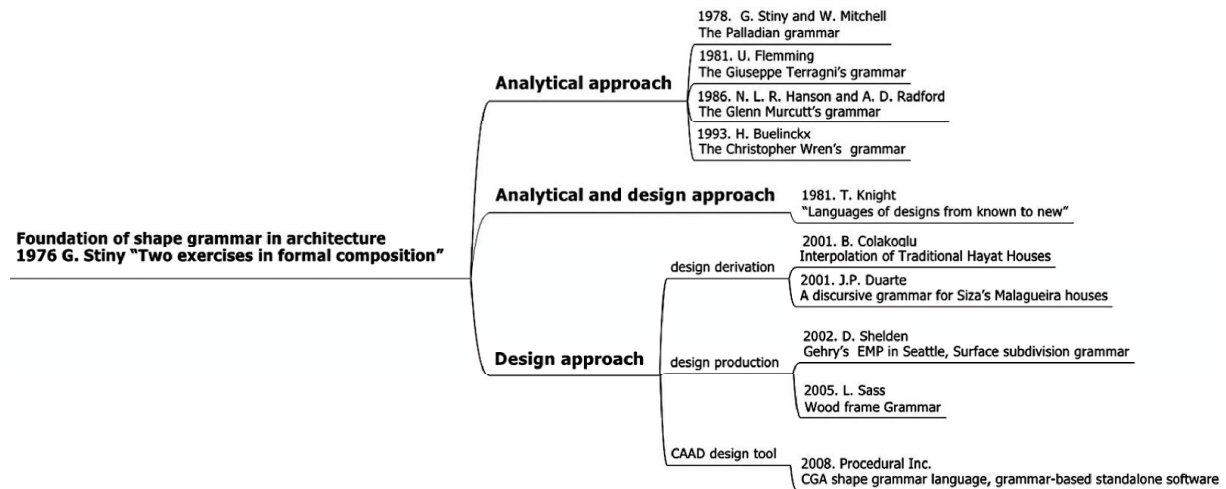 Foundation of shape grammar in architecture
1976 G. Stiny “Two exercises in formal composition”
Analytical approach
1978.  G. Stiny and W. Mitchell
The Palladian grammar
1981. U. Flemming
The Giuseppe Terragni’s grammar
1986. N. L. R. Hanson and A. D. Radford
The Glenn Murcutt’s grammar
1993. H. Buelinckx
The Christopher Wren’s  grammar
Analytical and design approach
1981. T. Knight
“Languages of designs from known to new”
Design approach
design derivation
2001. B. Colakoglu
Interpolation of Traditional Hayat Houses
2001. J.P. Duarte
A discursive grammar for Siza’s Malagueira houses
design production
2002. D. Shelden
Gehry’s  EMP in Seattle, Surface subdivision grammar
2005. L. Sass
Wood frame Grammar
CAAD design tool
2008. Procedural Inc.
CGA shape grammar language, grammar-based standalone software